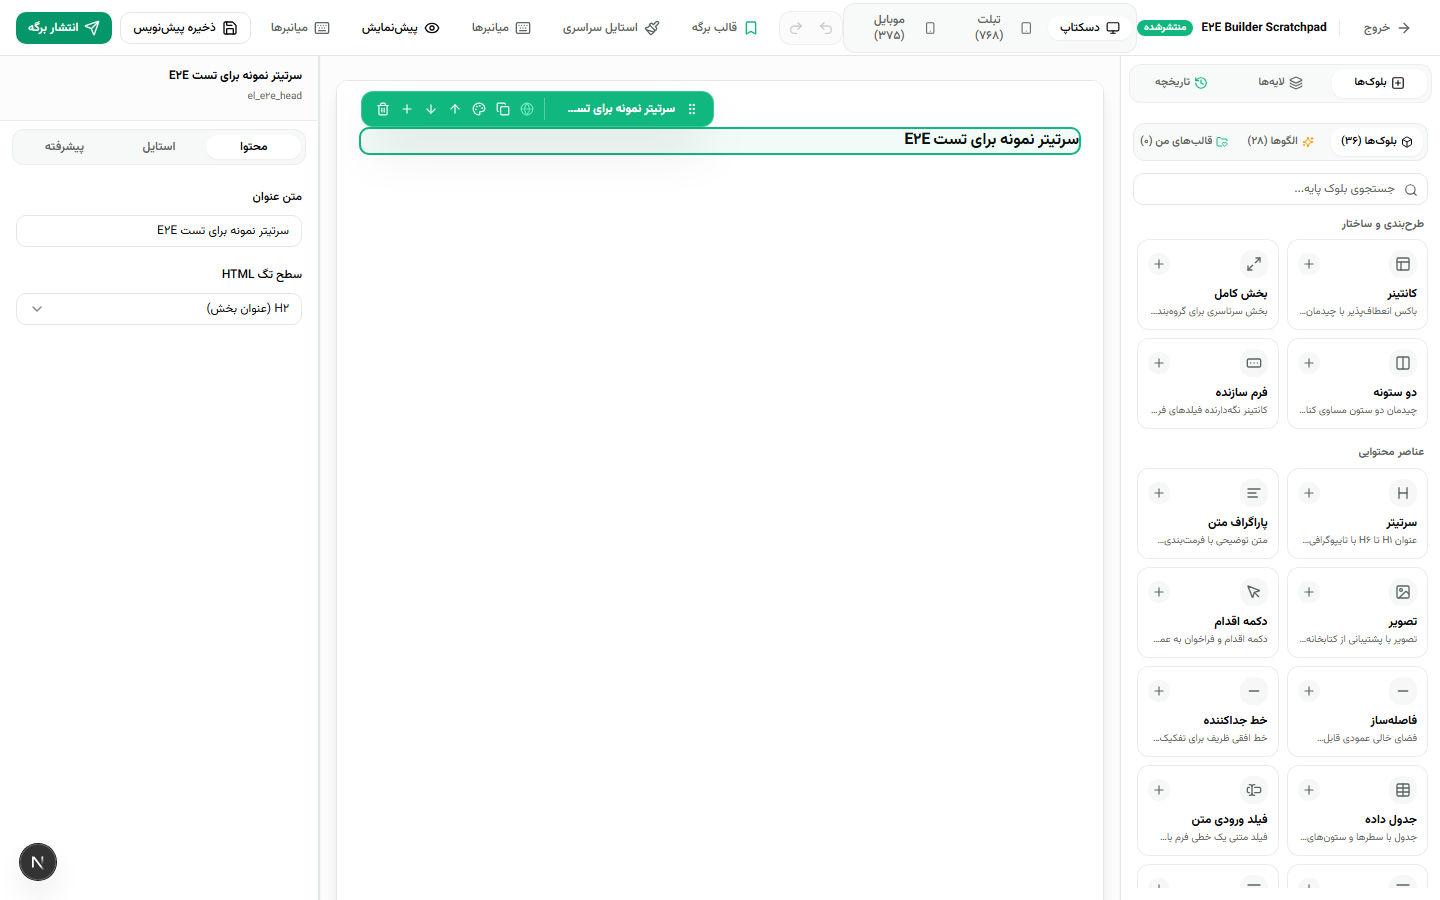 خروج
E۲E Builder Scratchpad
منتشرشده
دسکتاپ
تبلت
(۷۶۸)
موبایل
(۳۷۵)
قالب برگه
استایل سراسری
میانبرها
پیش‌نمایش
میانبرها
ذخیره پیش‌نویس
انتشار برگه
بلوک‌ها
لایه‌ها
تاریخچه
بلوک‌ها (۳۶)
الگوها (۲۸)
قالب‌های من (۰)
جستجوی بلوک پایه...
طرح‌بندی و ساختار
کانتینر
باکس انعطاف‌پذیر با چیدمان...
بخش کامل
بخش سرتاسری برای گروه‌بند...
دو ستونه
چیدمان دو ستون مساوی کنا...
فرم سازنده
کانتینر نگه‌دارنده فیلدهای فر...
عناصر محتوایی
سرتیتر
عنوان H۱ تا H۶ با تایپوگرافی...
پاراگراف متن
متن توضیحی با فرمت‌بندی...
تصویر
تصویر با پشتیبانی از کتابخانه...
دکمه اقدام
دکمه اقدام و فراخوان به عمـ...
فاصله‌ساز
فضای خالی عمودی قابل...
خط جداکننده
خط افقی ظریف برای تفکیک...
جدول داده
جدول با سطرها و ستون‌های...
فیلد ورودی متن
فیلد متنی یک خطی فرم با...
سرتیتر نمونه برای تسـ...
سرتیتر نمونه برای تست E۲E
سرتیتر نمونه برای تست E۲E
el_e۲e_head
محتوا
استایل
پیشرفته
متن عنوان
سرتیتر نمونه برای تست E۲E
سطح تگ HTML
H۲ (عنوان بخش)
N